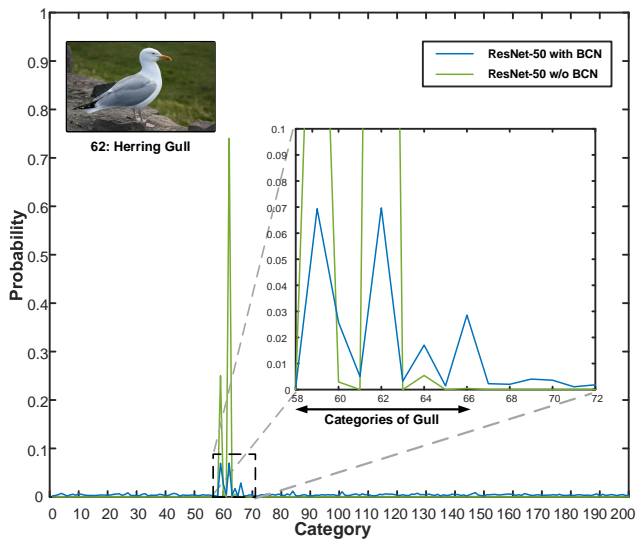 1
0.9
0.8
0.7
0.6
0.5
0.4
0.3
0.2
0.1
0
Probability
62: Herring Gull
ResNet-50 with BCN
ResNet-50 w/o BCN
0.1
0.09
0.08
0.07
0.06
0.05
0.04
0.03
0.02
0.01
0
58 60 62 64 66 68 70 72
Categories of Gull
0 10 20 30 40 50 60 70 80 90 100 110 120 130 140 150 160 170 180 190 200
Category